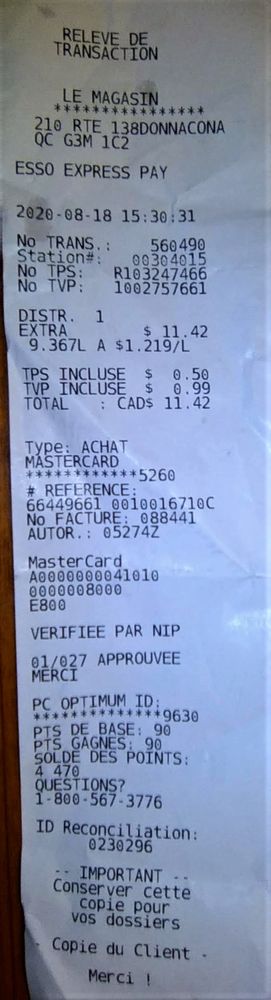 RELEVE DE
TRANSACTION
LE MAGASIN
****************
210 RTE 138DONNACONA
QC G3M 1C2
ESSO EXPRESS PAY
2020-08-18 15:30:31
No TRANS.: 560490
Station#: 00304015
No TPS: R103247466
No TVP: 1002757661
DISTR. 1
EXTRA $ 11.42
9.367L A $1.219/L
TPS INCLUSE $ 0.50
TVP INCLUSE $ 0.99
TOTAL : CAD$ 11.42
Type: ACHAT
MASTERCARD
************5260
# REFERENCE:
66449661 0010016710C
No FACTURE: 088441
AUTOR.: 05274Z
MasterCard
A0000000041010
0000008000
E800
VERIFIEE PAR NIP
01/027 APPROUVEE
MERCI
PC OPTIMUM ID:
**************9630
PTS DE BASE: 90
PTS GAGNES: 90
SOLDE DES POINTS:
4 470
QUESTIONS?
1-800-567-3776
ID Reconciliation:
0230296
-- IMPORTANT --
Conserver cette
copie pour
vos dossiers
- Copie du Client -
Merci !